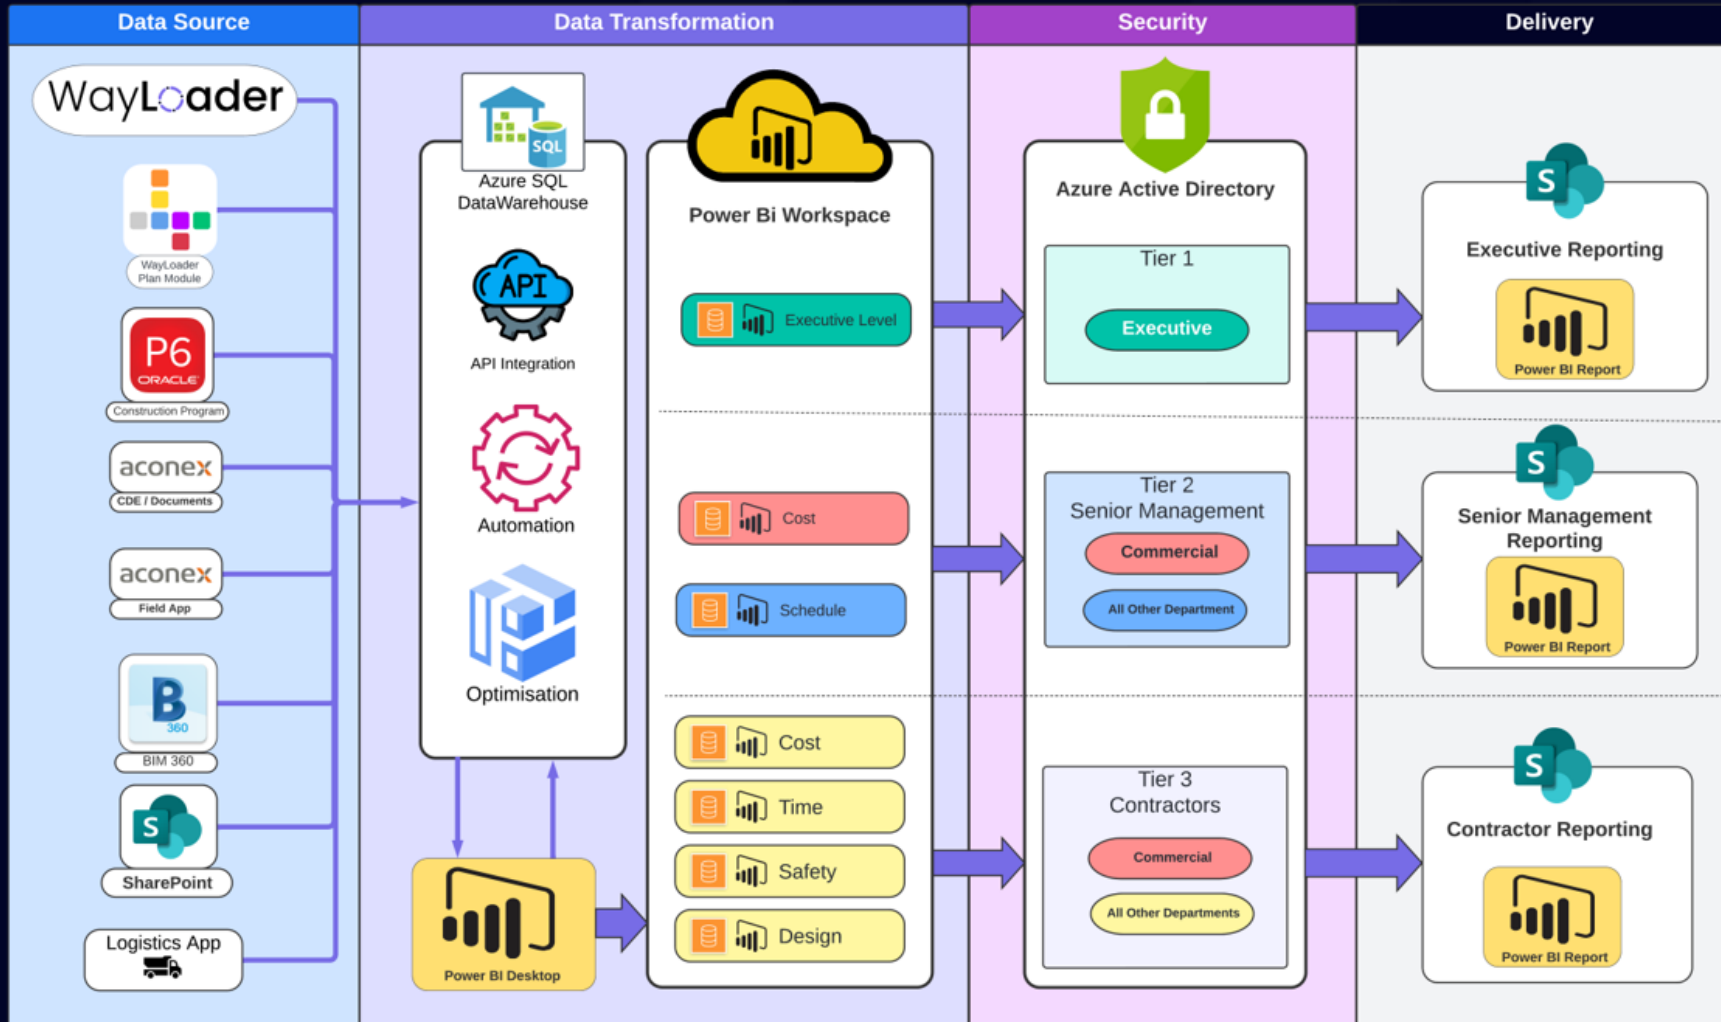 Data Source
Data Transformation
Security
Delivery
WayLoader
WayLoader
Plan Module
P6
ORACLE
Construction Program
aconex
CDE / Documents
aconex
Field App
B
360
BIM 360
S
SharePoint
Logistics App
SQL
Azure SQL
DataWarehouse
API
API Integration
Automation
Optimisation
Power BI Desktop
Power Bi Workspace
Executive Level
Cost
Schedule
Cost
Time
Safety
Design
Azure Active Directory
Tier 1
Executive
Tier 2
Senior Management
Commercial
All Other Department
Tier 3
Contractors
Commercial
All Other Departments
S
Executive Reporting
Power BI Report
S
Senior Management
Reporting
Power BI Report
S
Contractor Reporting
Power BI Report